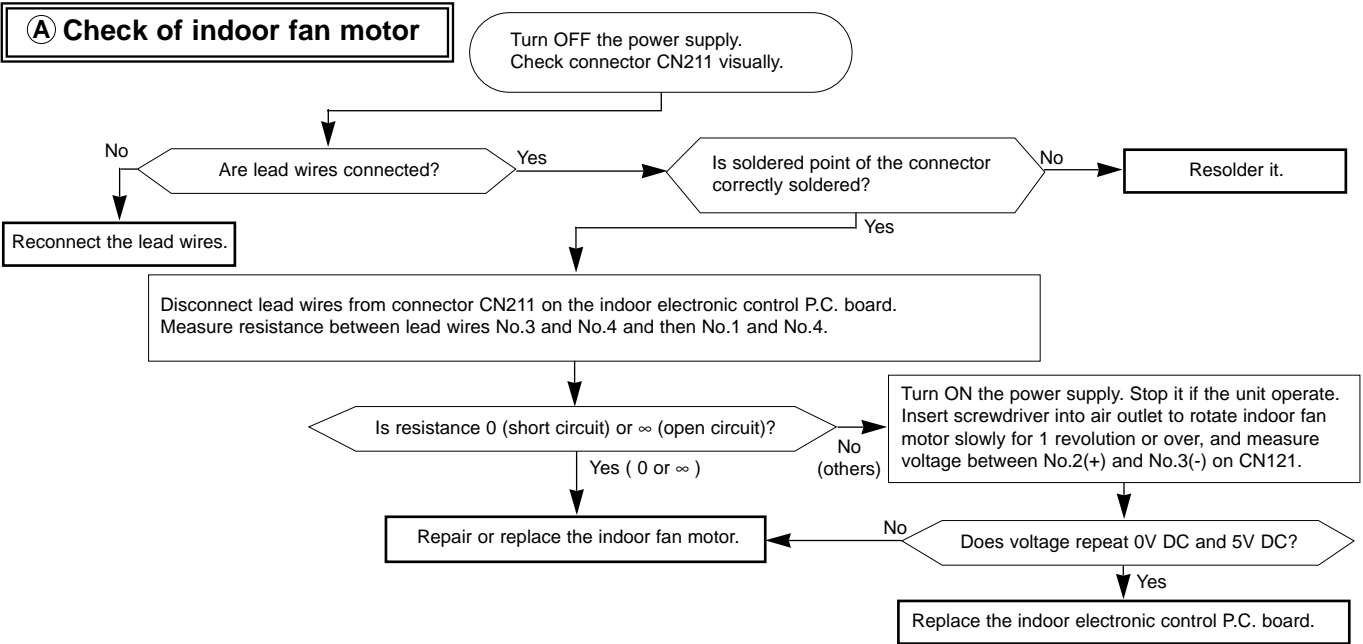 Ⓐ Check of indoor fan motor
Turn OFF the power supply.
Check connector CN211 visually.
No
Are lead wires connected?
Yes
Is soldered point of the connector
correctly soldered?
No
Resolder it.
Reconnect the lead wires.
Yes
Disconnect lead wires from connector CN211 on the indoor electronic control P.C. board.
Measure resistance between lead wires No.3 and No.4 and then No.1 and No.4.
Is resistance 0 (short circuit) or ∞ (open circuit)?
No
(others)
Turn ON the power supply. Stop it if the unit operate.
Insert screwdriver into air outlet to rotate indoor fan
motor slowly for 1 revolution or over, and measure
voltage between No.2(+) and No.3(-) on CN121.
Yes ( 0 or ∞ )
Repair or replace the indoor fan motor.
No
Does voltage repeat 0V DC and 5V DC?
Yes
Replace the indoor electronic control P.C. board.